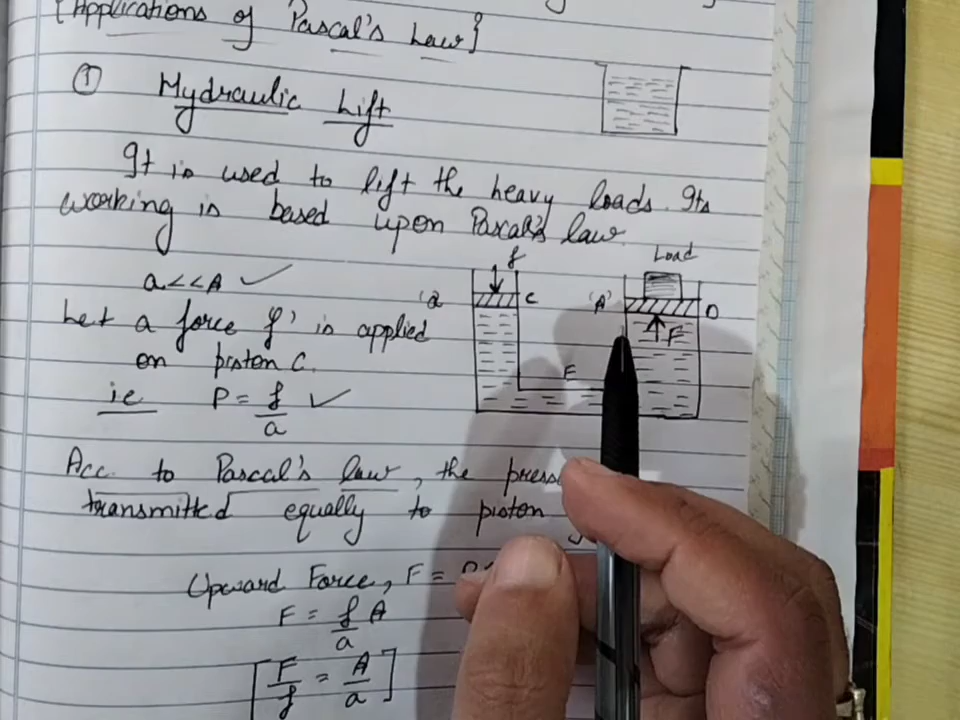 {Applications of Pascal's Law}
① Hydraulic Lift
It is used to lift the heavy loads. Its
working is based upon Pascal's law.
a<<A ✓
Let a force f' is applied
on piston C.
ie P = f/a ✓
f
Load
'a
C
'A'
D
F
E
Acc. to Pascal's law, the press
transmitted equally to piston
Upward Force, F = P
F = f/a A
[F/f = A/a]